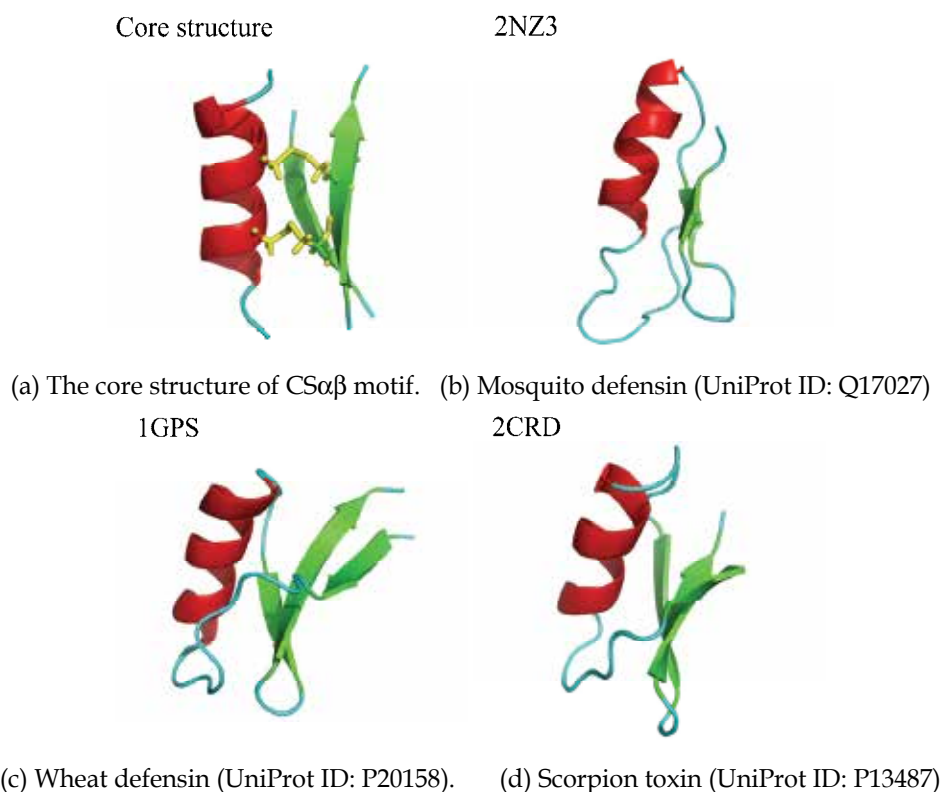 Core structure
2NZ3
(a) The core structure of CSαβ motif.
(b) Mosquito defensin (UniProt ID: Q17027)
1GPS
2CRD
(c) Wheat defensin (UniProt ID: P20158).
(d) Scorpion toxin (UniProt ID: P13487)